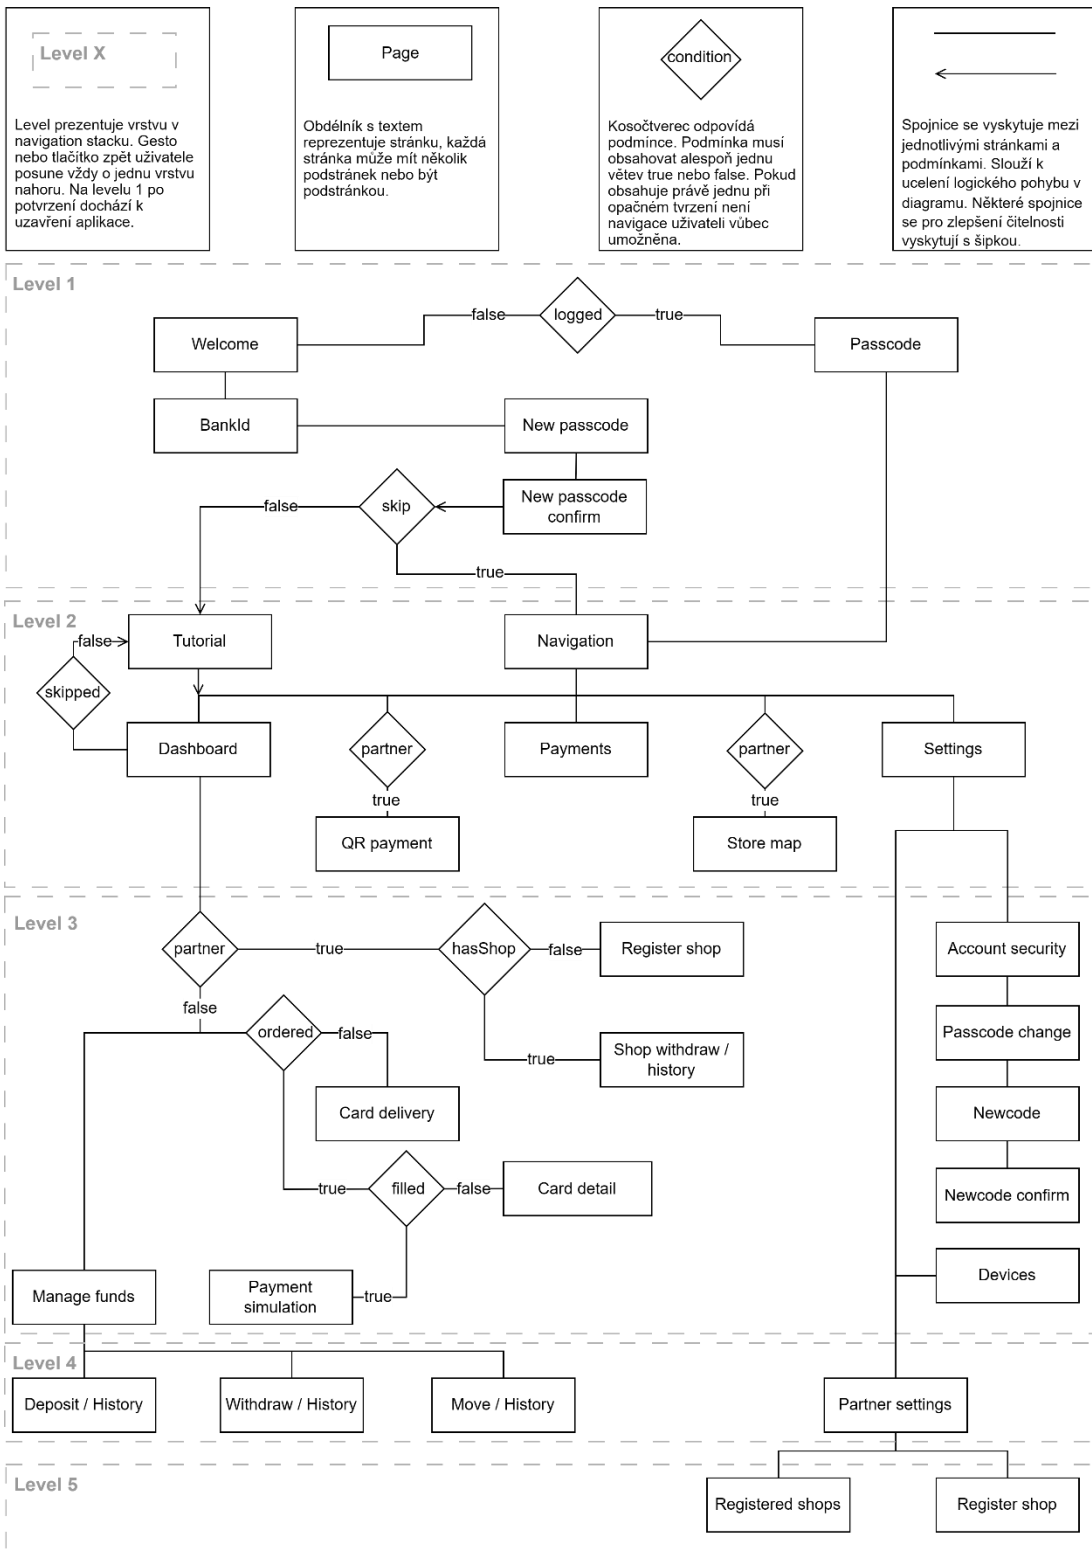 Level X
Level prezentuje vrstvu v
navigation stacku. Gesto
nebo tlačítko zpět uživatele
posune vždy o jednu vrstvu
nahoru. Na levelu 1 po
potvrzení dochází k
uzavření aplikace.
Page
Obdélník s textem
reprezentuje stránku, každá
stránka může mít několik
podstránek nebo být
podstránkou.
condition
Kosočtverec odpovídá
podmínce. Podmínka musí
obsahovat alespoň jednu
větev true nebo false. Pokud
obsahuje právě jednu při
opačném tvrzení není
navigace uživateli vůbec
umožněna.
Spojnice se vyskytuje mezi
jednotlivými stránkami a
podmínkami. Slouží k
ucelení logického pohybu v
diagramu. Některé spojnice
se pro zlepšení čitelnosti
vyskytují s šipkou.
Level 1
false
logged
true
Welcome
Passcode
BankId
New passcode
false
skip
New passcode
confirm
true
Level 2
false
Tutorial
Navigation
skipped
Dashboard
partner
Payments
partner
Settings
true
true
QR payment
Store map
Level 3
partner
true
hasShop
false
Register shop
Account security
false
ordered
false
Passcode change
true
Shop withdraw /
history
Card delivery
Newcode
true
filled
false
Card detail
Newcode confirm
Devices
Manage funds
Payment
simulation
true
Level 4
Deposit / History
Withdraw / History
Move / History
Partner settings
Level 5
Registered shops
Register shop